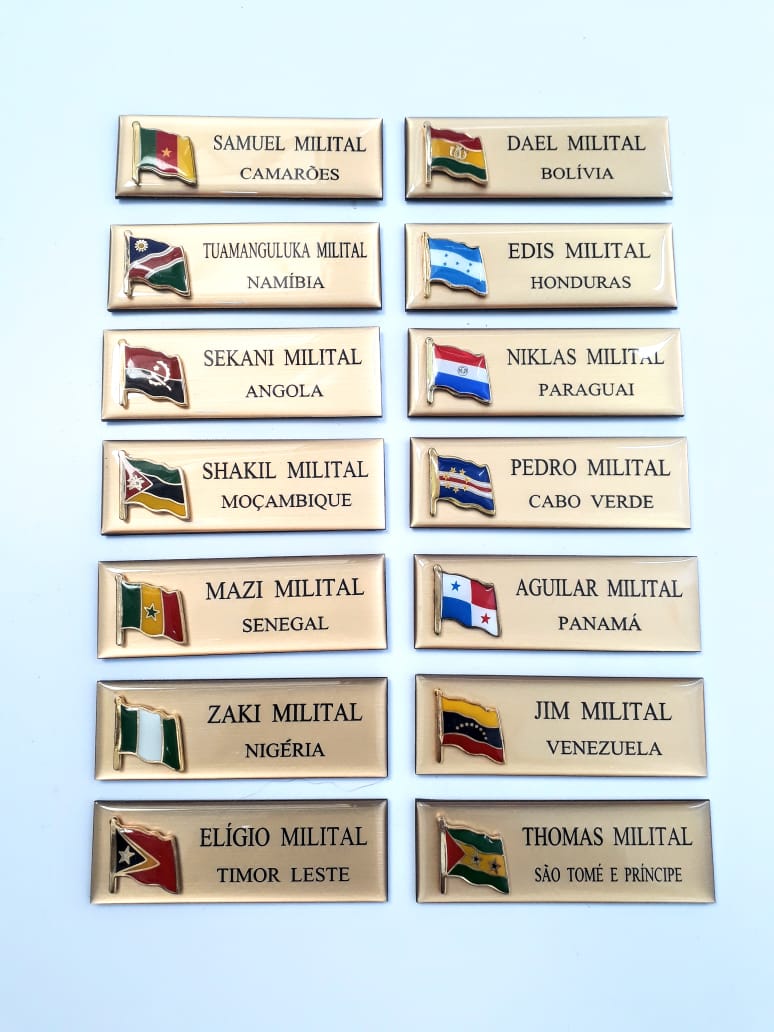 SAMUEL MILITAL
CAMARÕES
DAEL MILITAL
BOLÍVIA
TUAMANGULUKA MILITAL
NAMÍBIA
EDIS MILITAL
HONDURAS
SEKANI MILITAL
ANGOLA
NIKLAS MILITAL
PARAGUAI
SHAKIL MILITAL
MOÇAMBIQUE
PEDRO MILITAL
CABO VERDE
MAZI MILITAL
SENEGAL
AGUILAR MILITAL
PANAMÁ
ZAKI MILITAL
NIGÉRIA
JIM MILITAL
VENEZUELA
ELÍGIO MILITAL
TIMOR LESTE
THOMAS MILITAL
SÃO TOMÉ E PRÍNCIPE